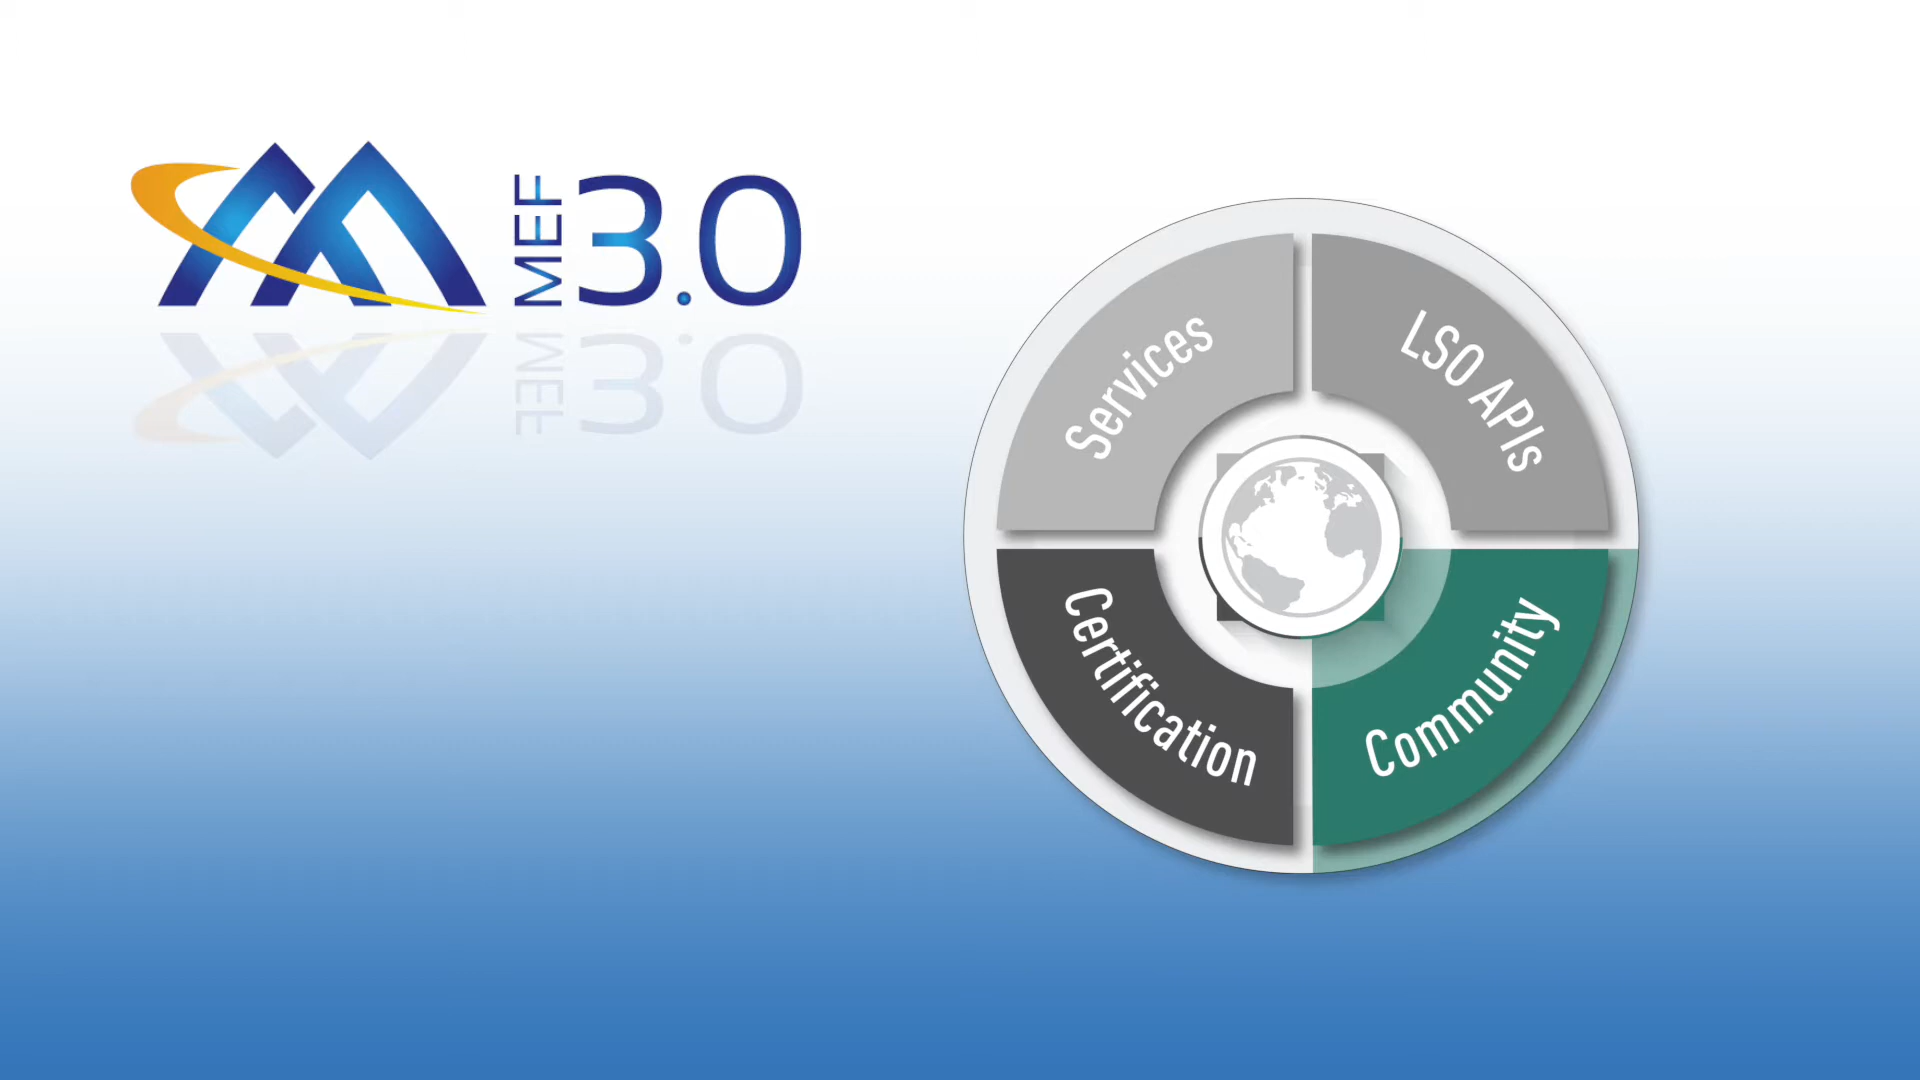 MEF 3.0
Services
LSO APIs
Certification
Community